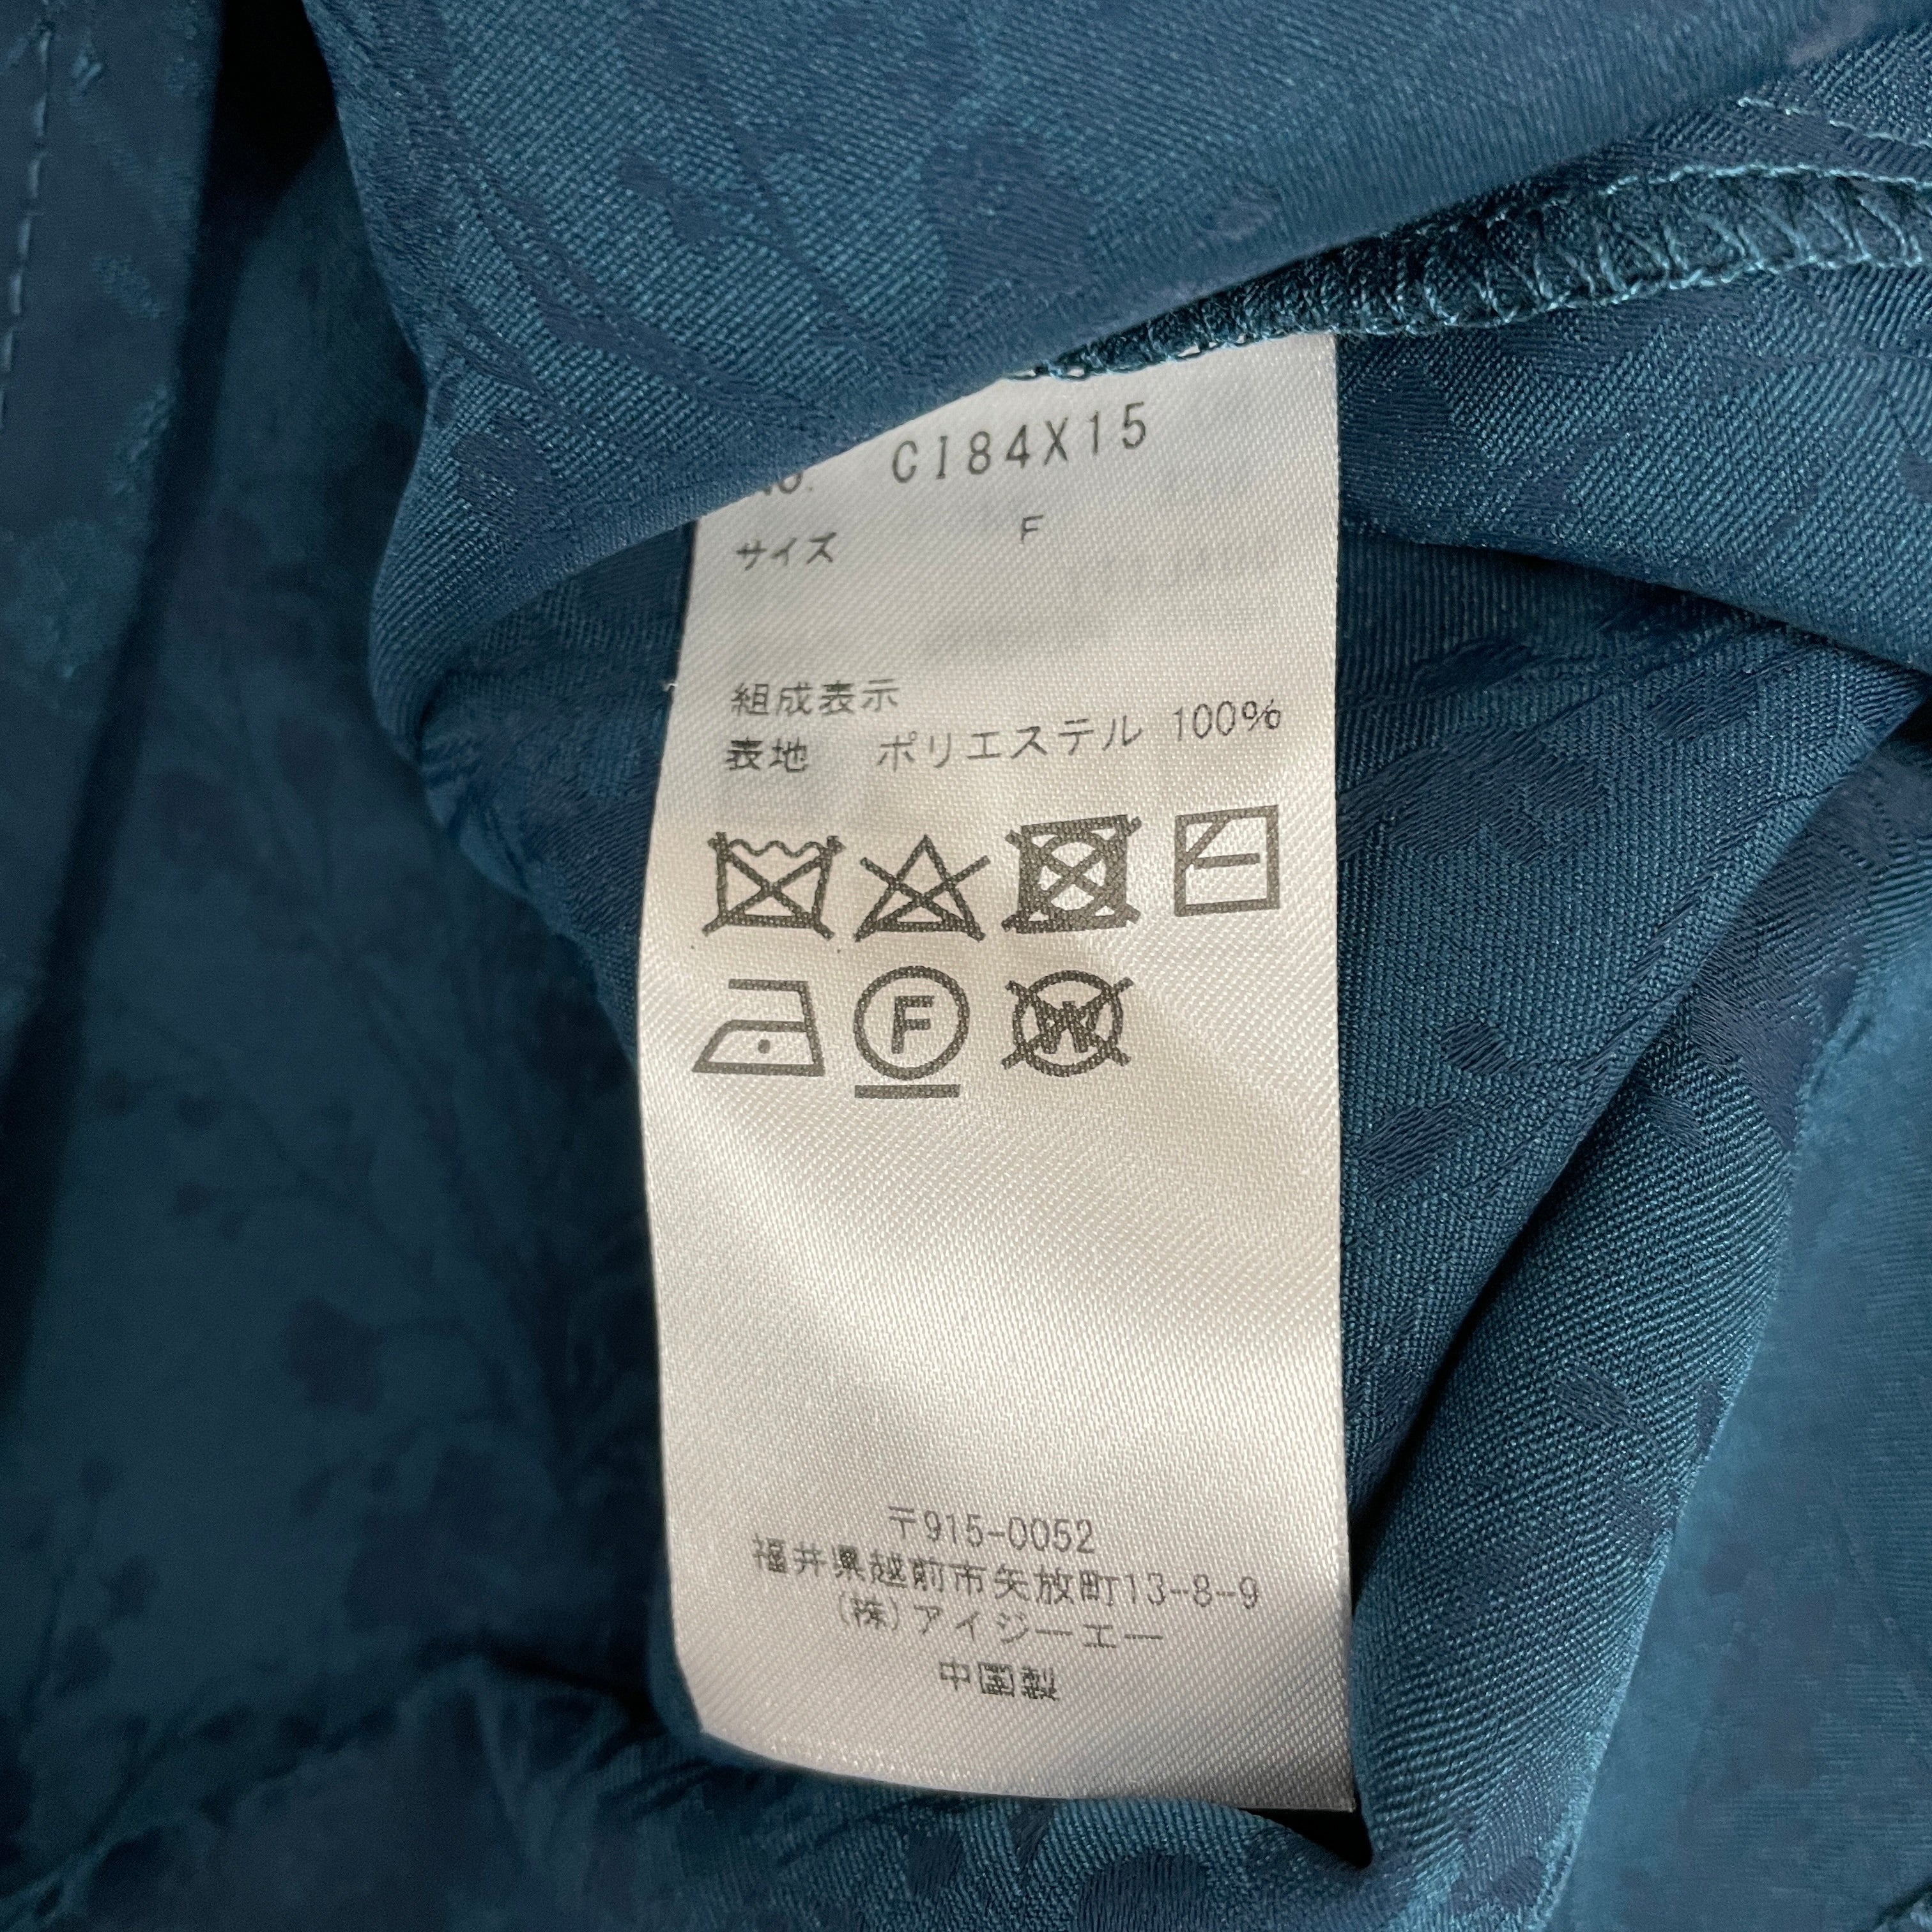 No. CI84X15
サイズ F
組成表示
表地 ポリエステル 100%
F
W
〒915-0052
福井県越前市矢放町13-8-9
(株)アイジーエー
中国製